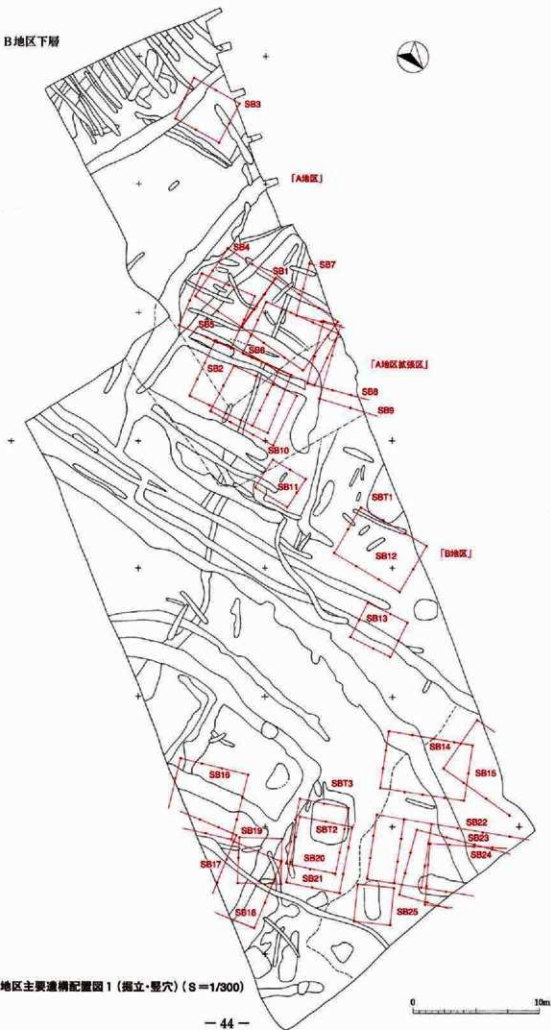 B地区下層
SB3
「A地区」
SB4
SB7
SB1
SB5
SB6
「A地区拡張区」
SB2
SB8
SB9
SB10
SB11
SBT1
SB12
「B地区」
SB13
SB14
SB15
SB16
SBT3
SB22
SB23
SB19
SBT2
SB24
SB17
SB20
SB21
SB18
SB25
地区主要遺構配置図1(掘立・竪穴)(S=1/300)
0 10m
— 44 —